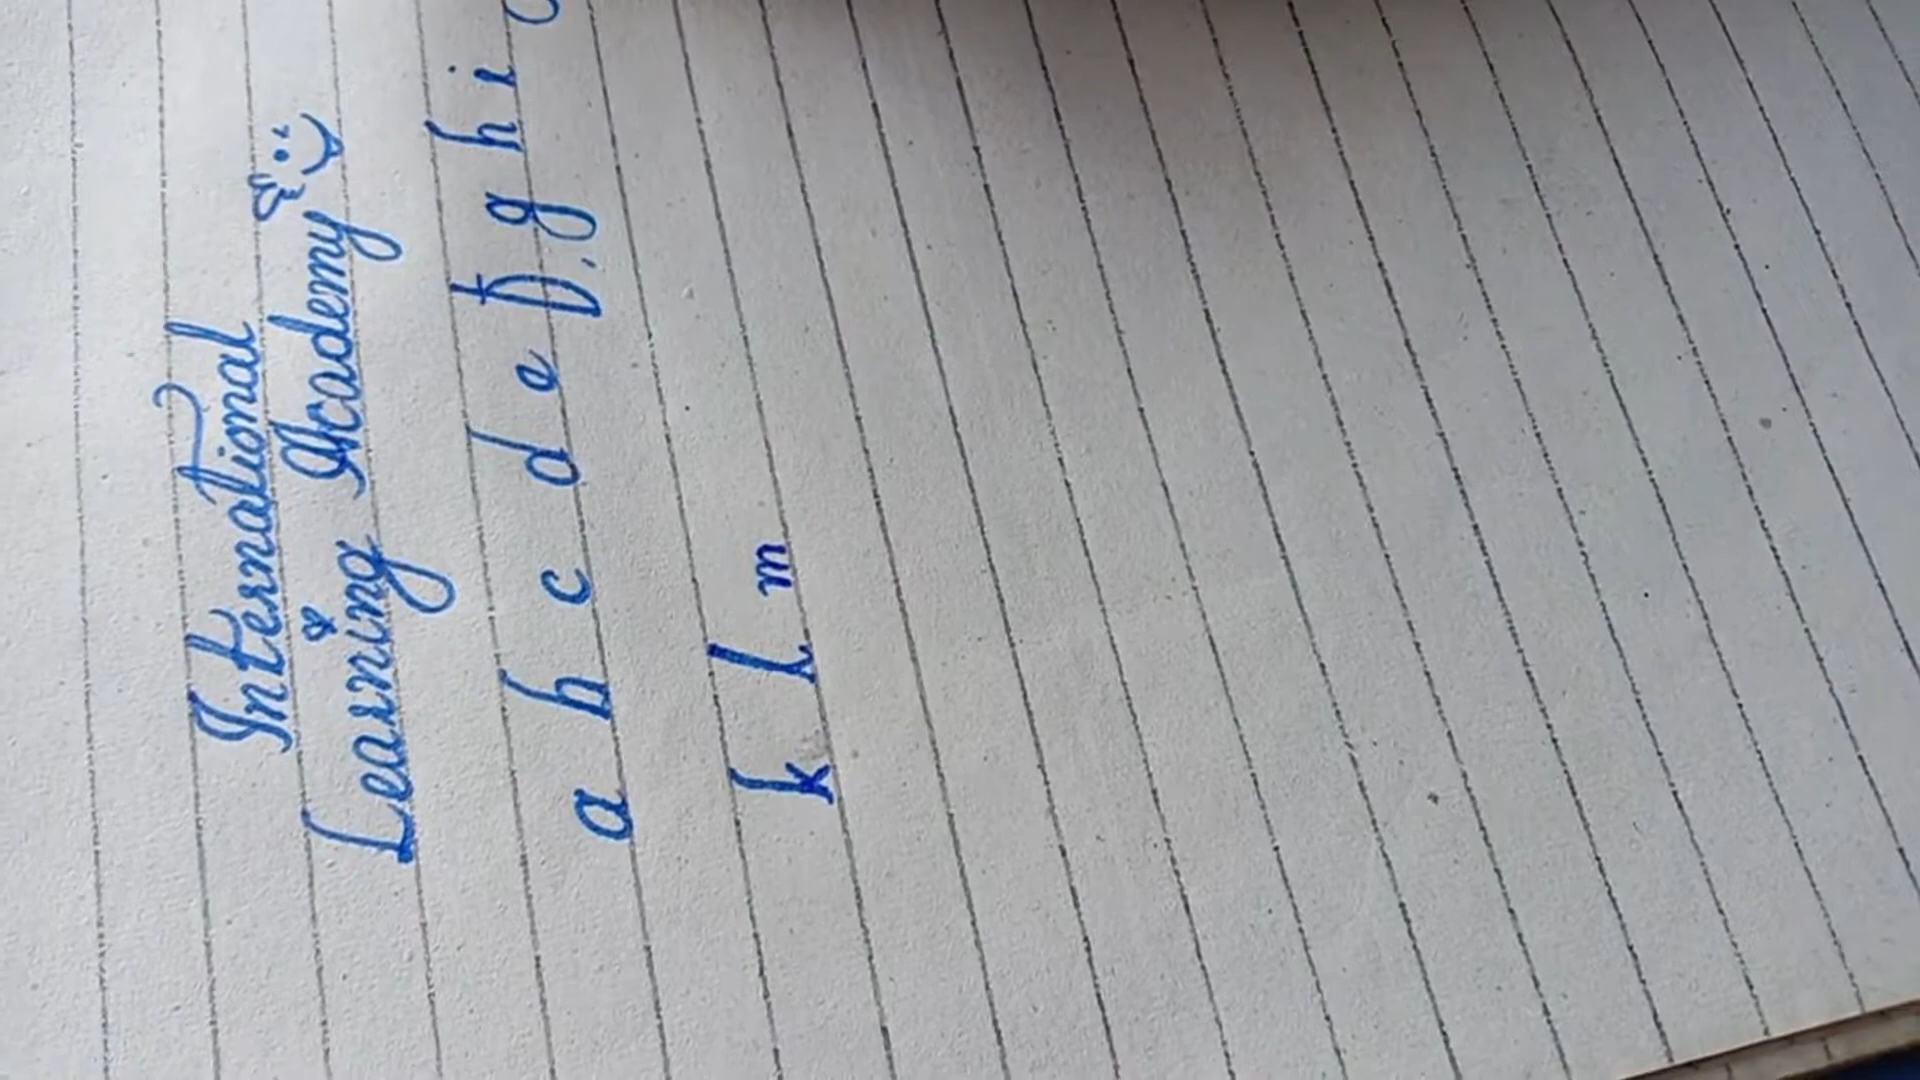 International
Learning Academy
a b c d e f g h i
k l m